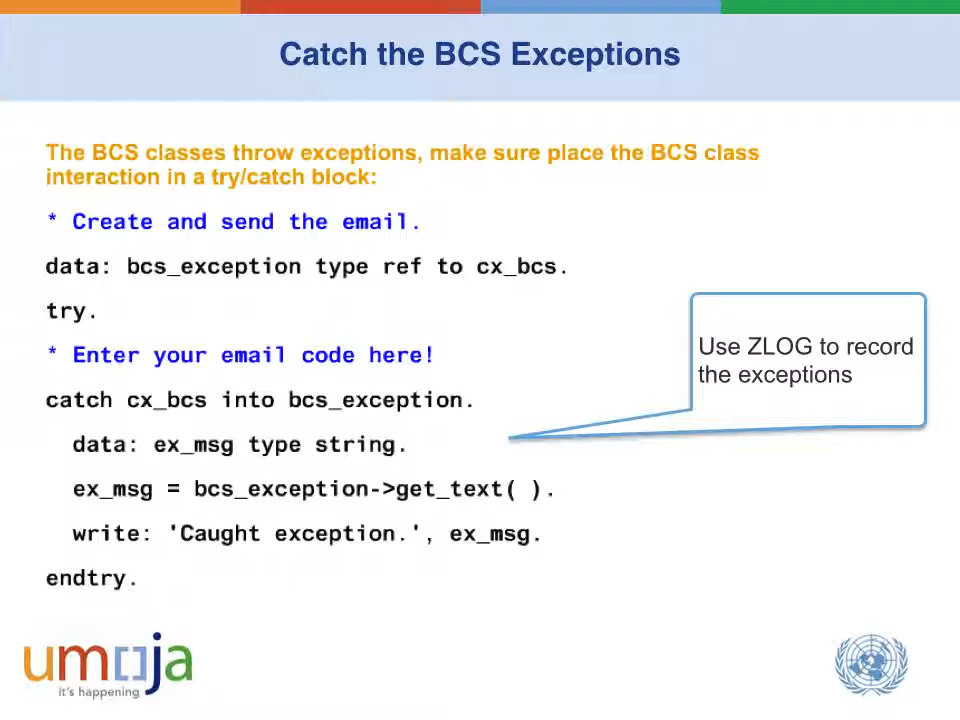 Catch the BCS Exceptions
The BCS classes throw exceptions, make sure place the BCS class
interaction in a try/catch block:
* Create and send the email.
data: bcs_exception type ref to cx_bcs.
try.
* Enter your email code here!
Use ZLOG to record
the exceptions
catch cx_bcs into bcs_exception.
data: ex_msg type string.
ex_msg = bcs_exception->get_text( ).
write: 'Caught exception.', ex_msg.
endtry.
umoja
it's happening